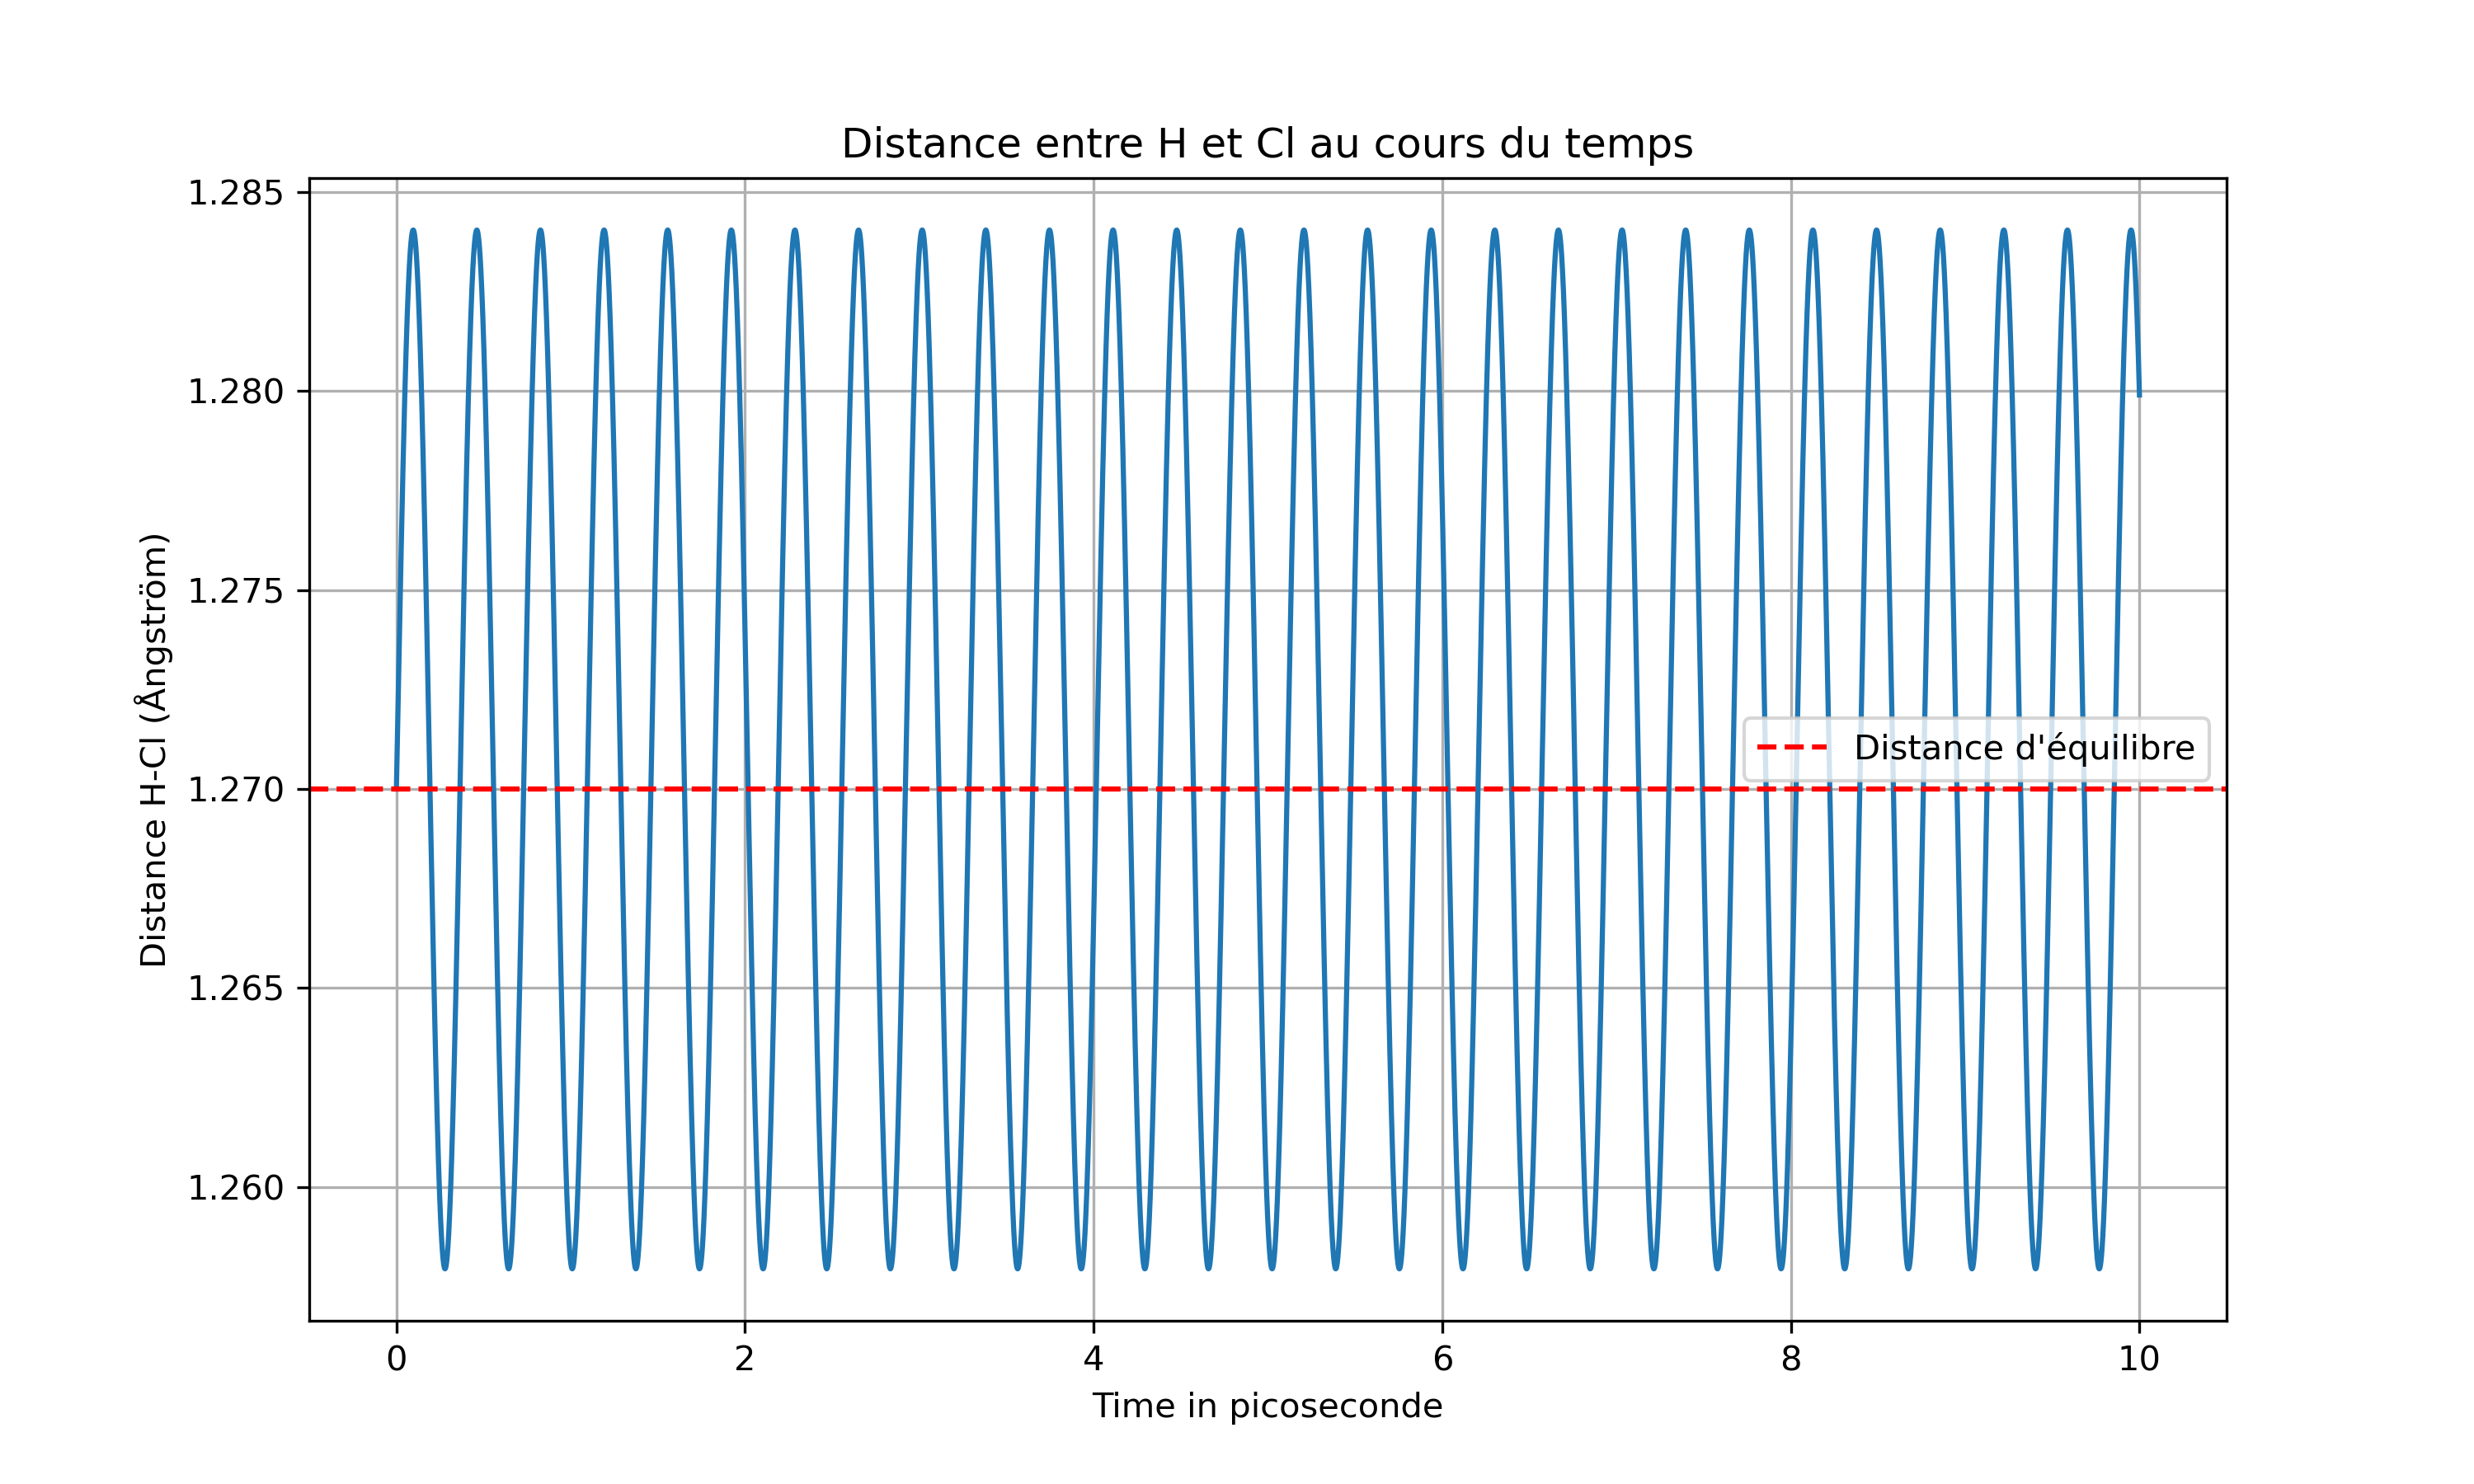 Distance entre H et Cl au cours du temps
1.285
1.280
1.275
1.270
1.265
1.260
Distance H-Cl (Ångström)
Distance d'équilibre
0 2 4 6 8 10
Time in picoseconde